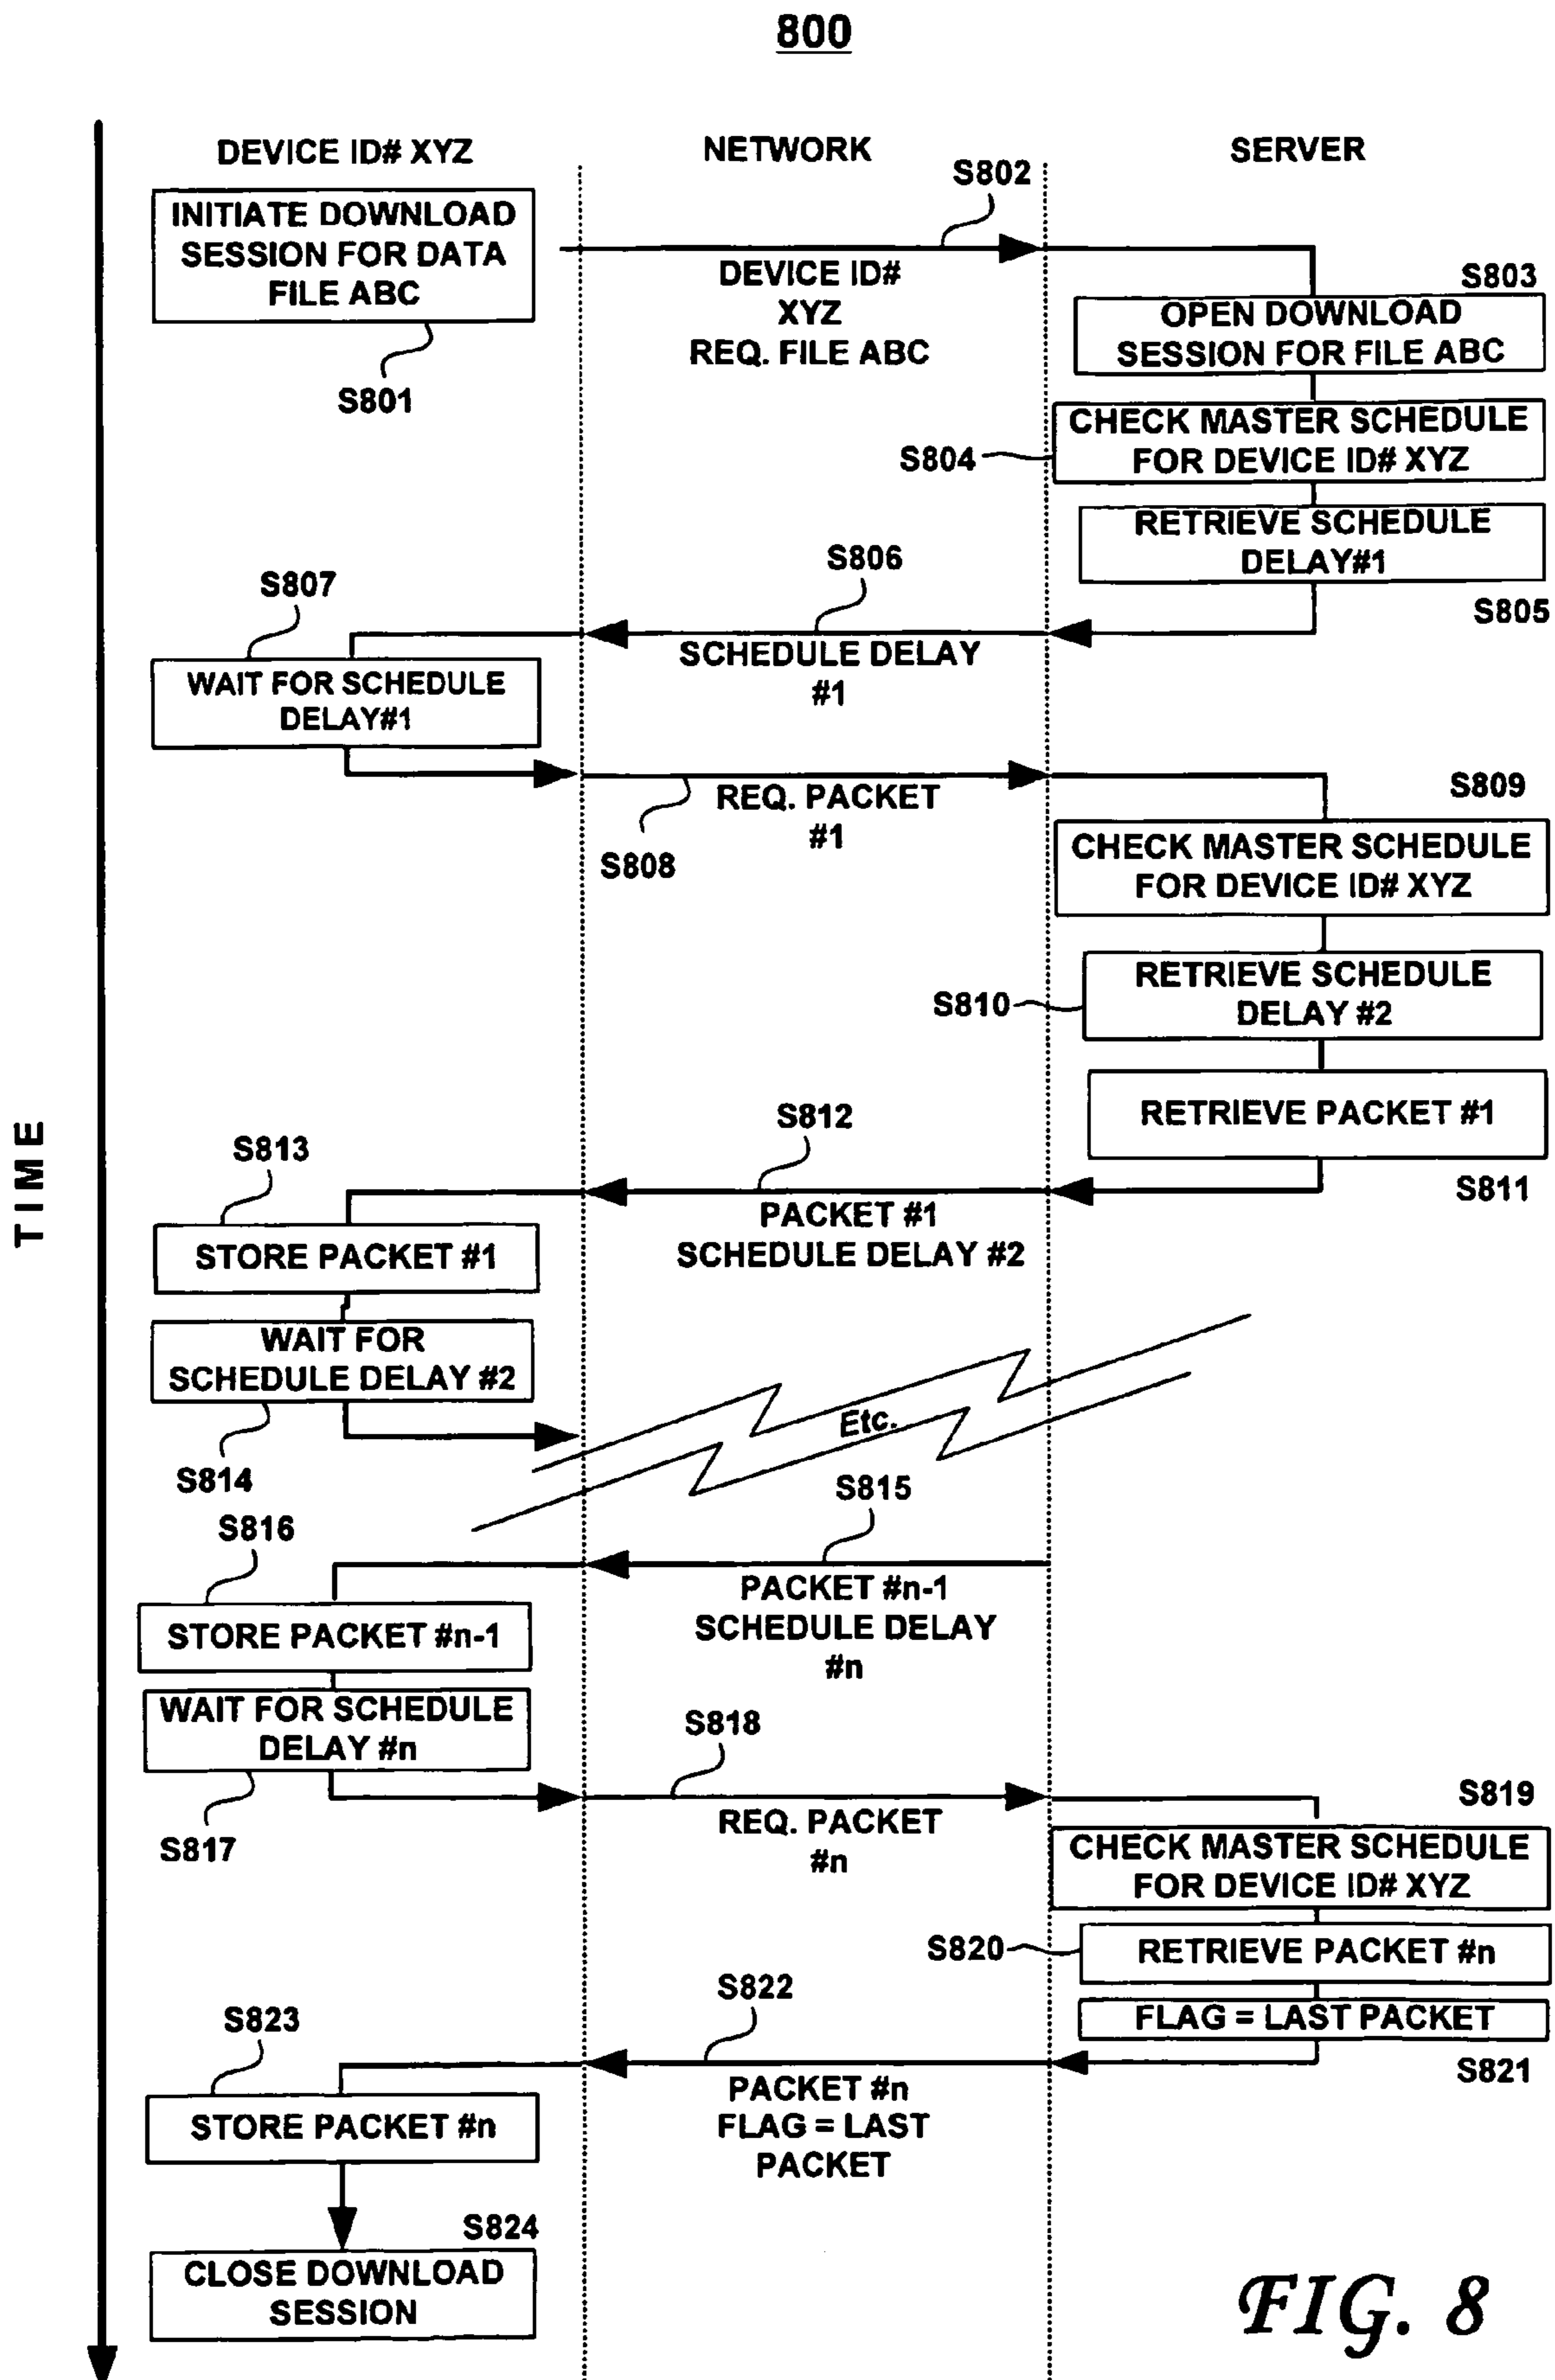 800
DEVICE ID# XYZ
NETWORK
SERVER
S802
INITIATE DOWNLOAD
SESSION FOR DATA
FILE ABC
S801
DEVICE ID#
XYZ
REQ. FILE ABC
S803
OPEN DOWNLOAD
SESSION FOR FILE ABC
S804
CHECK MASTER SCHEDULE
FOR DEVICE ID# XYZ
RETRIEVE SCHEDULE
DELAY#1
S805
S806
SCHEDULE DELAY
#1
S807
WAIT FOR SCHEDULE
DELAY#1
REQ. PACKET
#1
S808
S809
CHECK MASTER SCHEDULE
FOR DEVICE ID# XYZ
S810
RETRIEVE SCHEDULE
DELAY #2
RETRIEVE PACKET #1
S811
S812
PACKET #1
SCHEDULE DELAY #2
TIME
S813
STORE PACKET #1
WAIT FOR
SCHEDULE DELAY #2
S814
Etc.
S815
PACKET #n-1
SCHEDULE DELAY
#n
S816
STORE PACKET #n-1
WAIT FOR SCHEDULE
DELAY #n
S817
S818
REQ. PACKET
#n
S819
CHECK MASTER SCHEDULE
FOR DEVICE ID# XYZ
S820
RETRIEVE PACKET #n
FLAG = LAST PACKET
S821
S822
PACKET #n
FLAG = LAST
PACKET
S823
STORE PACKET #n
S824
CLOSE DOWNLOAD
SESSION
FIG. 8